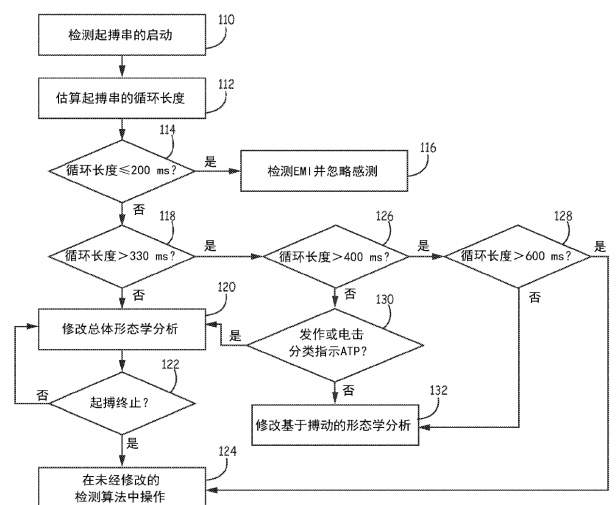 检测起搏串的启动
110
估算起搏串的循环长度
112
循环长度≤200 ms?
114
是
检测EMI并忽略感测
116
否
循环长度>330 ms?
118
是
循环长度>400 ms?
126
是
循环长度>600 ms?
128
是
否
否
否
修改总体形态学分析
120
是
发作或电击
分类指示ATP?
130
否
起搏终止?
122
否
修改基于搏动的形态学分析
132
是
在未经修改的
检测算法中操作
124